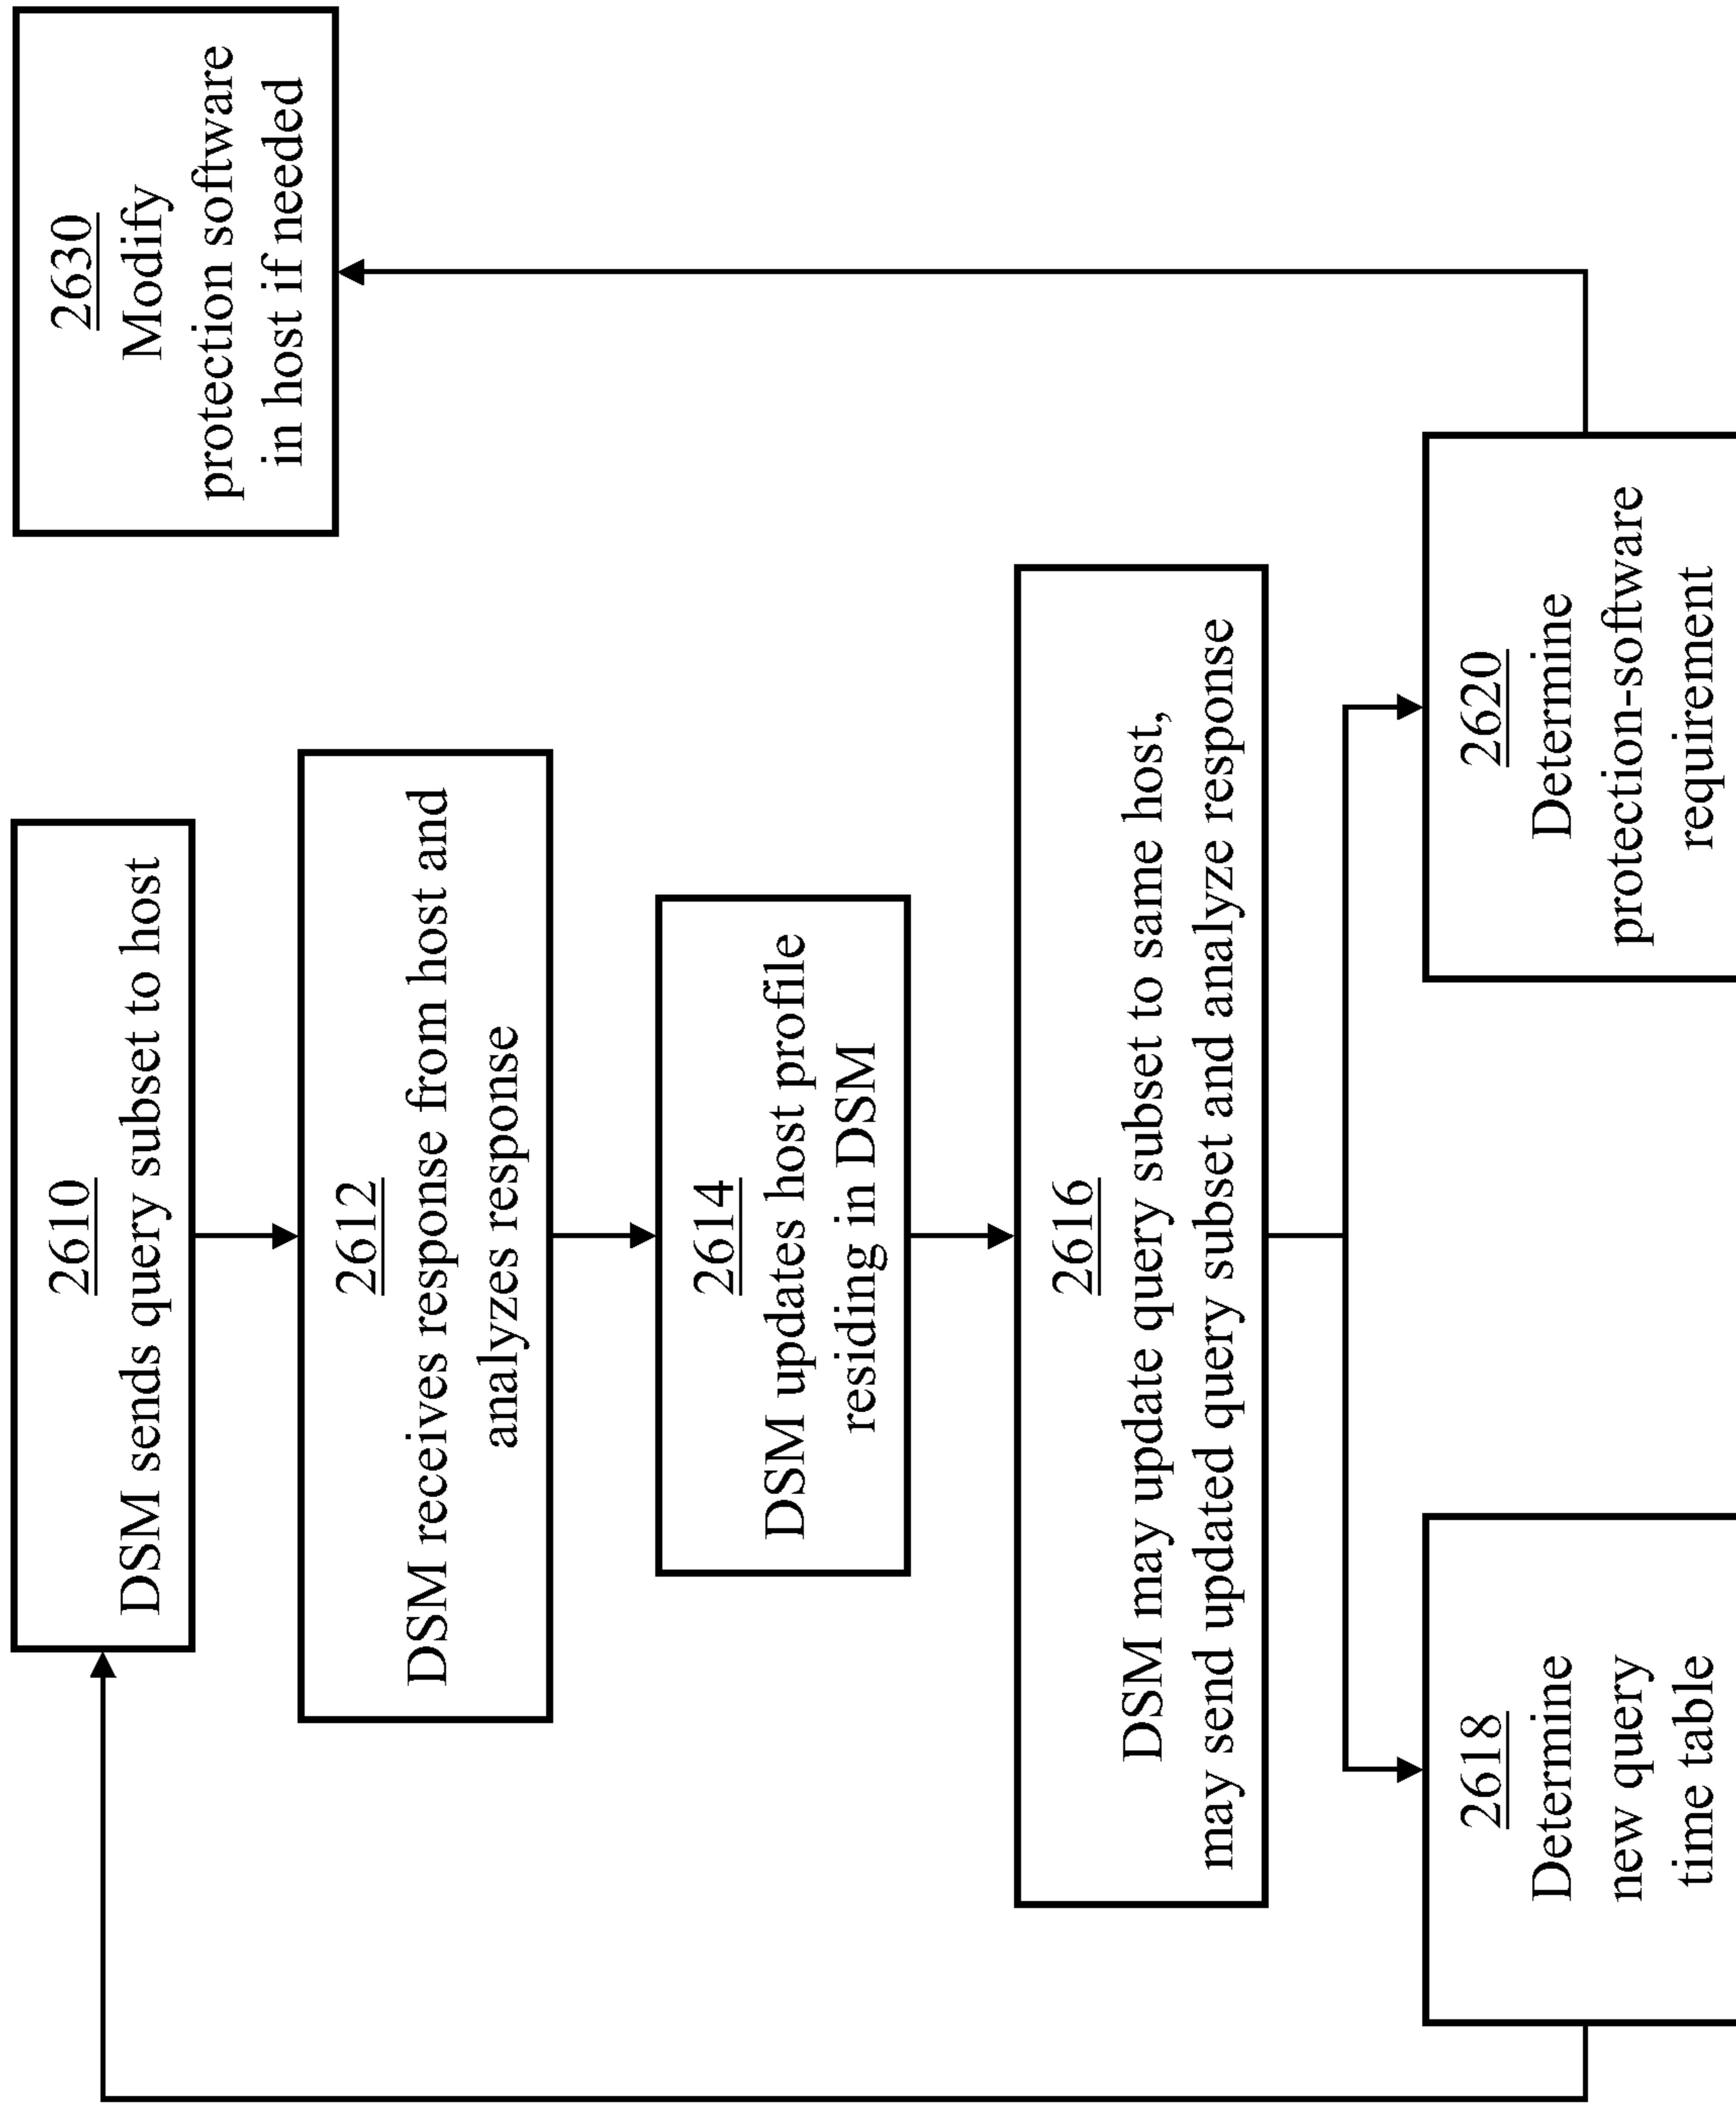 2610
DSM sends query subset to host
2612
DSM receives response from host and
analyzes response
2614
DSM updates host profile
residing in DSM
2616
DSM may update query subset to same host,
may send updated query subset and analyze response
2618
Determine
new query
time table
2620
Determine
protection-software
requirement
2630
Modify
protection software
in host if needed